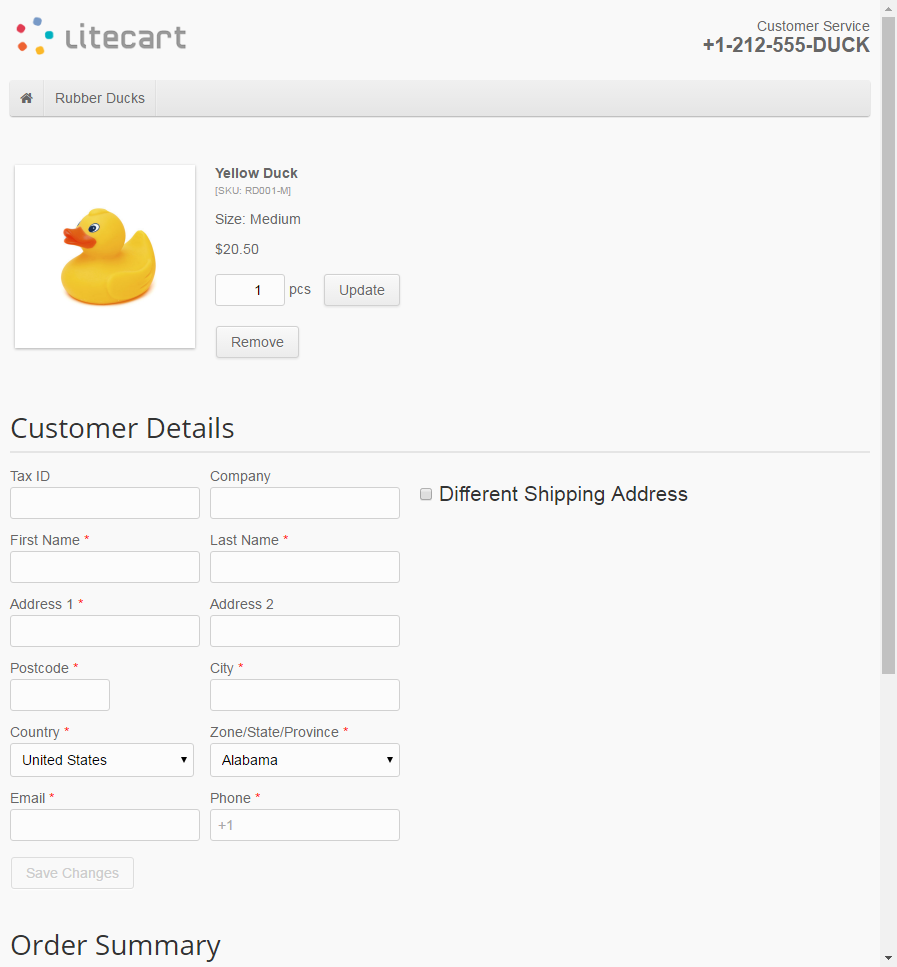 litecart
Customer Service
+1-212-555-DUCK
Rubber Ducks
Yellow Duck
[SKU: RD001-M]
Size: Medium
$20.50
1 pcs Update
Remove
Customer Details
Tax ID Company
Different Shipping Address
First Name * Last Name *
Address 1 * Address 2
Postcode * City *
Country * Zone/State/Province *
United States Alabama
Email * Phone *
+1
Save Changes
Order Summary